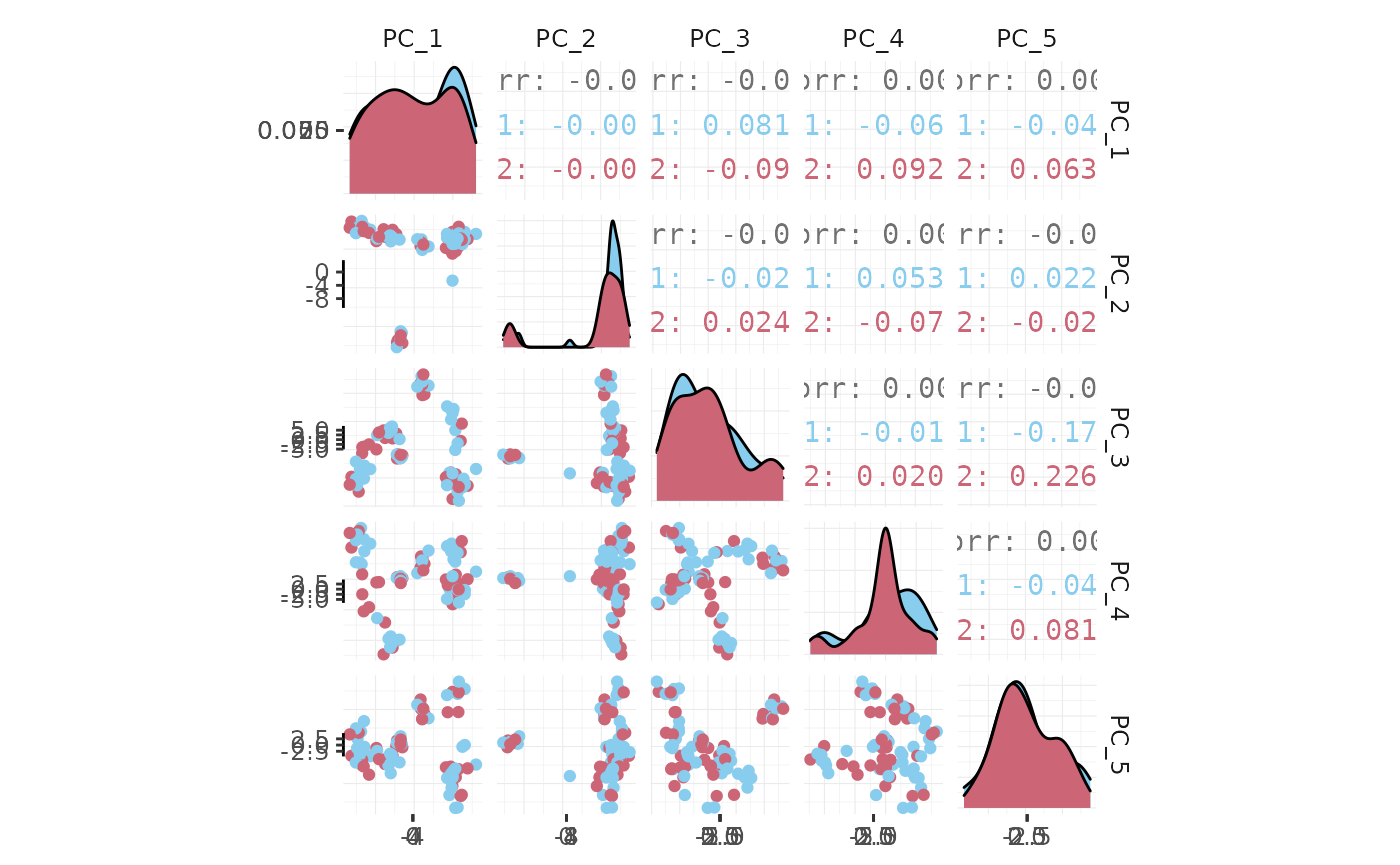 PC_1 PC_2 PC_3 PC_4 PC_5
rr: -0.0 rr: -0.0 orr: 0.00 orr: 0.00
1: -0.00 1: 0.081 1: -0.06 1: -0.04
2: -0.00 2: -0.09 2: 0.092 2: 0.063
PC_1
rr: -0.0 orr: 0.00 rr: -0.0
1: -0.02 1: 0.053 1: 0.022
2: 0.024 2: -0.07 2: -0.02
0
-4
-8
PC_2
orr: 0.00 rr: -0.0
1: -0.01 1: -0.17
2: 0.020 2: 0.226
PC_3
orr: 0.00
1: -0.04
2: 0.081
PC_4
PC_5